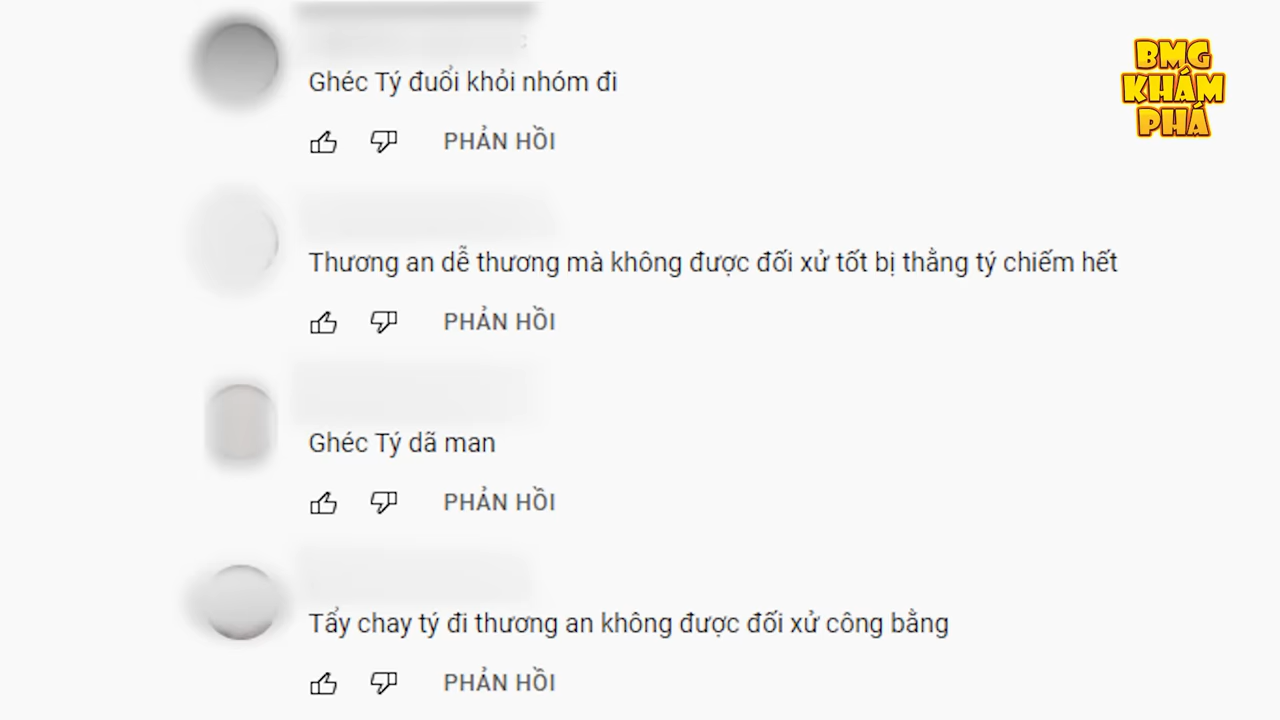 BMG
KHÁM
PHÁ
Ghéc Tý đuổi khỏi nhóm đi
PHẢN HỒI
Thương an dễ thương mà không được đối xử tốt bị thằng tý chiếm hết
PHẢN HỒI
Ghéc Tý dã man
PHẢN HỒI
Tẩy chay tý đi thương an không được đối xử công bằng
PHẢN HỒI